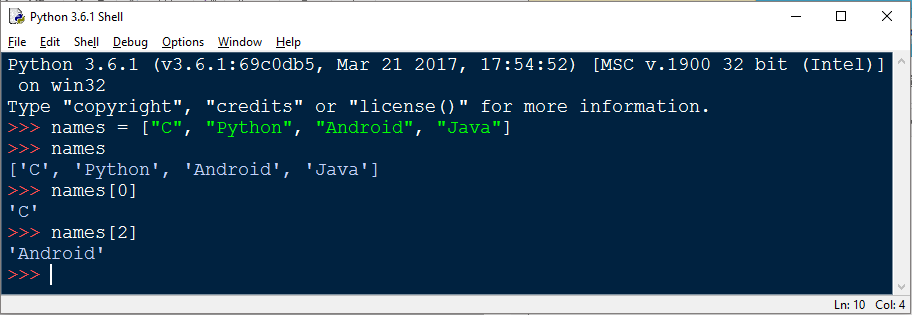 Python 3.6.1 Shell
File Edit Shell Debug Options Window Help
Python 3.6.1 (v3.6.1:69c0db5, Mar 21 2017, 17:54:52) [MSC v.1900 32 bit (Intel)]
on win32
Type "copyright", "credits" or "license()" for more information.
>>> names = ["C", "Python", "Android", "Java"]
>>> names
['C', 'Python', 'Android', 'Java']
>>> names[0]
'C'
>>> names[2]
'Android'
>>>
Ln: 10 Col: 4